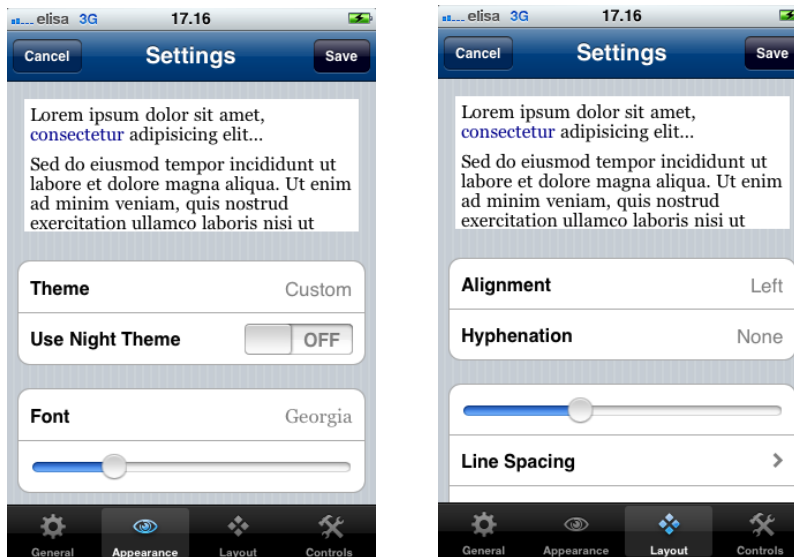 elisa 3G 17.16
Cancel Settings Save
Lorem ipsum dolor sit amet,
consectetur adipisicing elit...
Sed do eiusmod tempor incididunt ut
labore et dolore magna aliqua. Ut enim
ad minim veniam, quis nostrud
exercitation ullamco laboris nisi ut
Theme Custom
Use Night Theme OFF
Font Georgia
General Appearance Layout Controls
elisa 3G 17.16
Cancel Settings Save
Lorem ipsum dolor sit amet,
consectetur adipisicing elit...
Sed do eiusmod tempor incididunt ut
labore et dolore magna aliqua. Ut enim
ad minim veniam, quis nostrud
exercitation ullamco laboris nisi ut
Alignment Left
Hyphenation None
Line Spacing
General Appearance Layout Controls